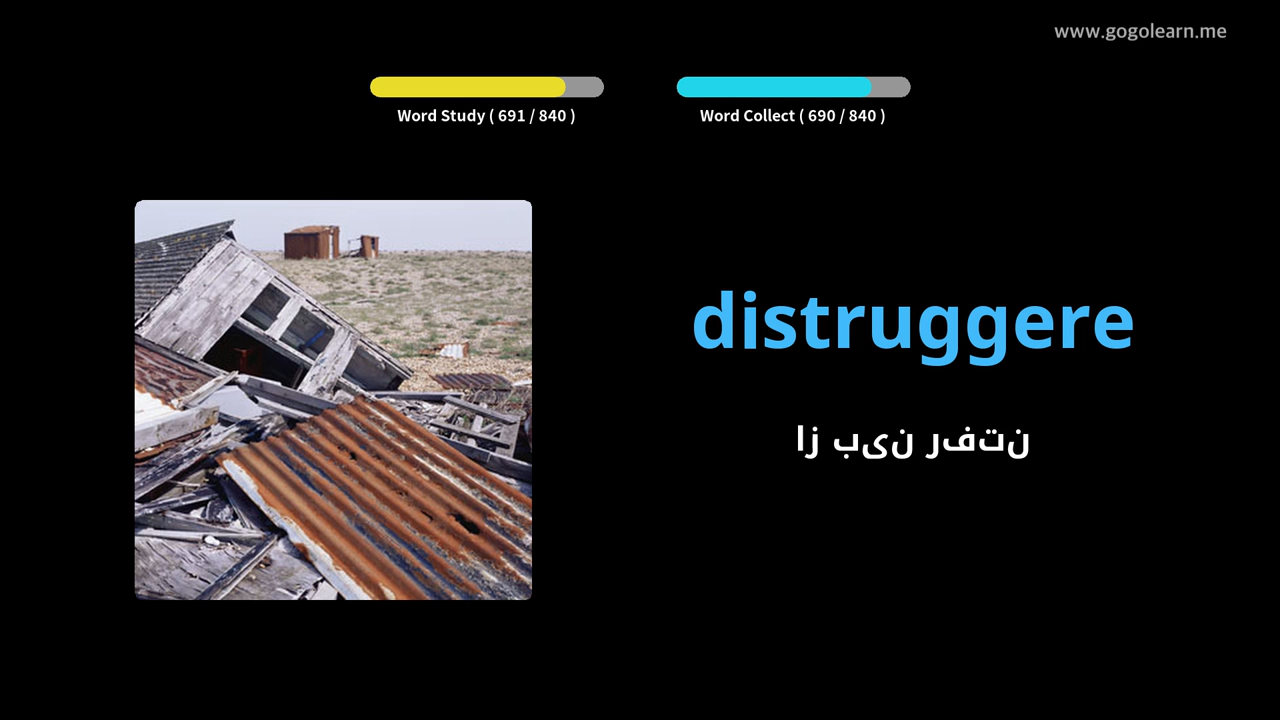 www.gogolearn.me
Word Study ( 691 / 840 )
Word Collect ( 690 / 840 )
distruggere
از بین رفتن